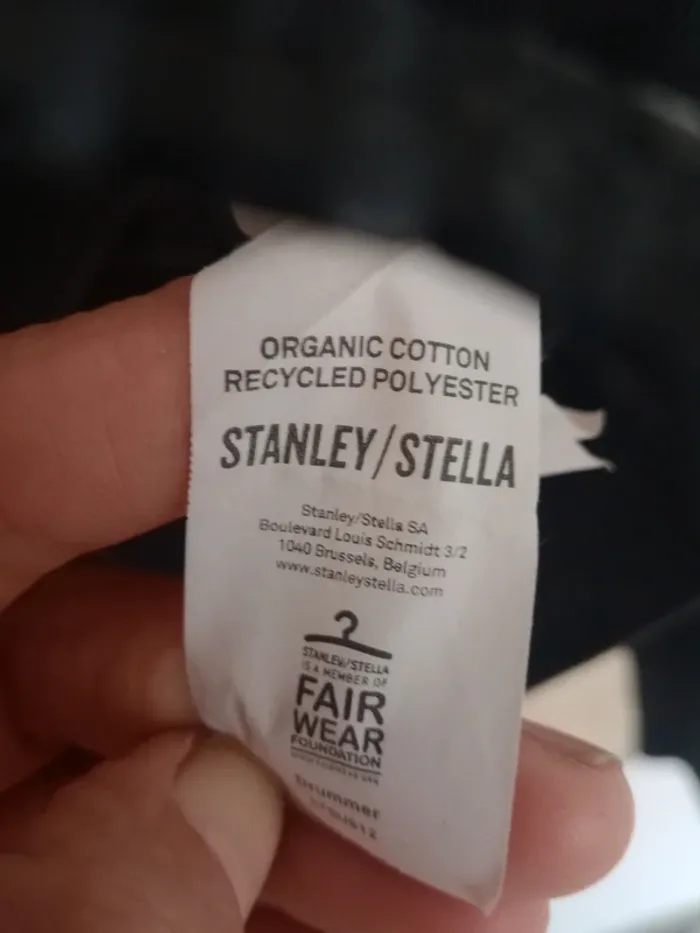 ORGANIC COTTON
RECYCLED POLYESTER
STANLEY/STELLA
Stanley/Stella SA
Boulevard Louis Schmidt 3/2
1040 Brussels, Belgium
www.stanleystella.com
STANLEY/STELLA
IS A MEMBER OF
FAIR
WEAR
FOUNDATION
Drummer